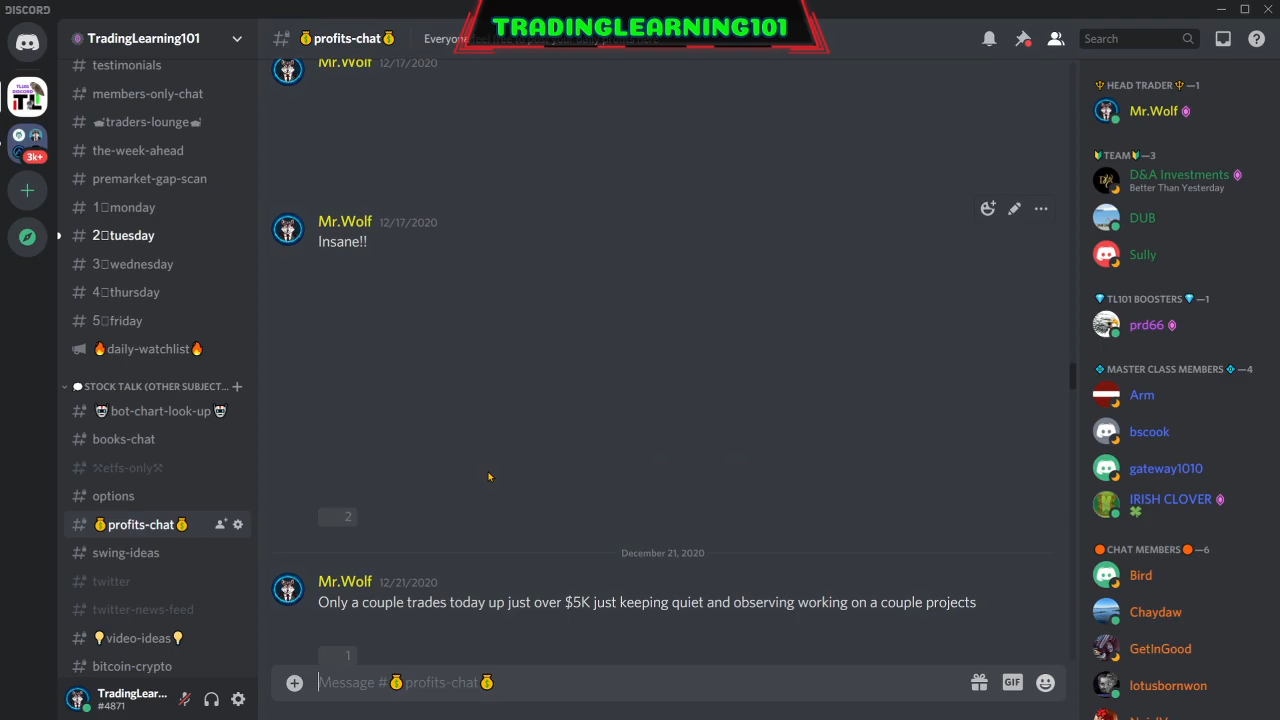 DISCORD
TRADINGLEARNING101
TradingLearning101
💰profits-chat💰
Search
testimonials
members-only-chat
traders-lounge
the-week-ahead
premarket-gap-scan
1 monday
2 tuesday
3 wednesday
4 thursday
5 friday
🔥daily-watchlist🔥
STOCK TALK (OTHER SUBJECT...
bot-chart-look-up
books-chat
⚒etfs-only⚒
options
💰profits-chat💰
swing-ideas
twitter
twitter-news-feed
💡video-ideas💡
bitcoin-crypto
TradingLear...
#4871
3k+
Mr.Wolf 12/17/2020
Mr.Wolf 12/17/2020
Insane!!
2
December 21, 2020
Mr.Wolf 12/21/2020
Only a couple trades today up just over $5K just keeping quiet and observing working on a couple projects
1
Message #💰profits-chat💰
GIF
🔱 HEAD TRADER 🔱—1
Mr.Wolf
🔰TEAM🔰—3
D&A Investments
Better Than Yesterday
DUB
Sully
💎 TL101 BOOSTERS 💎—1
prd66
💠 MASTER CLASS MEMBERS 💠—4
Arm
bscook
gateway1010
IRISH CLOVER
🍀
🟠 CHAT MEMBERS 🟠—6
Bird
Chaydaw
GetInGood
lotusbornwon